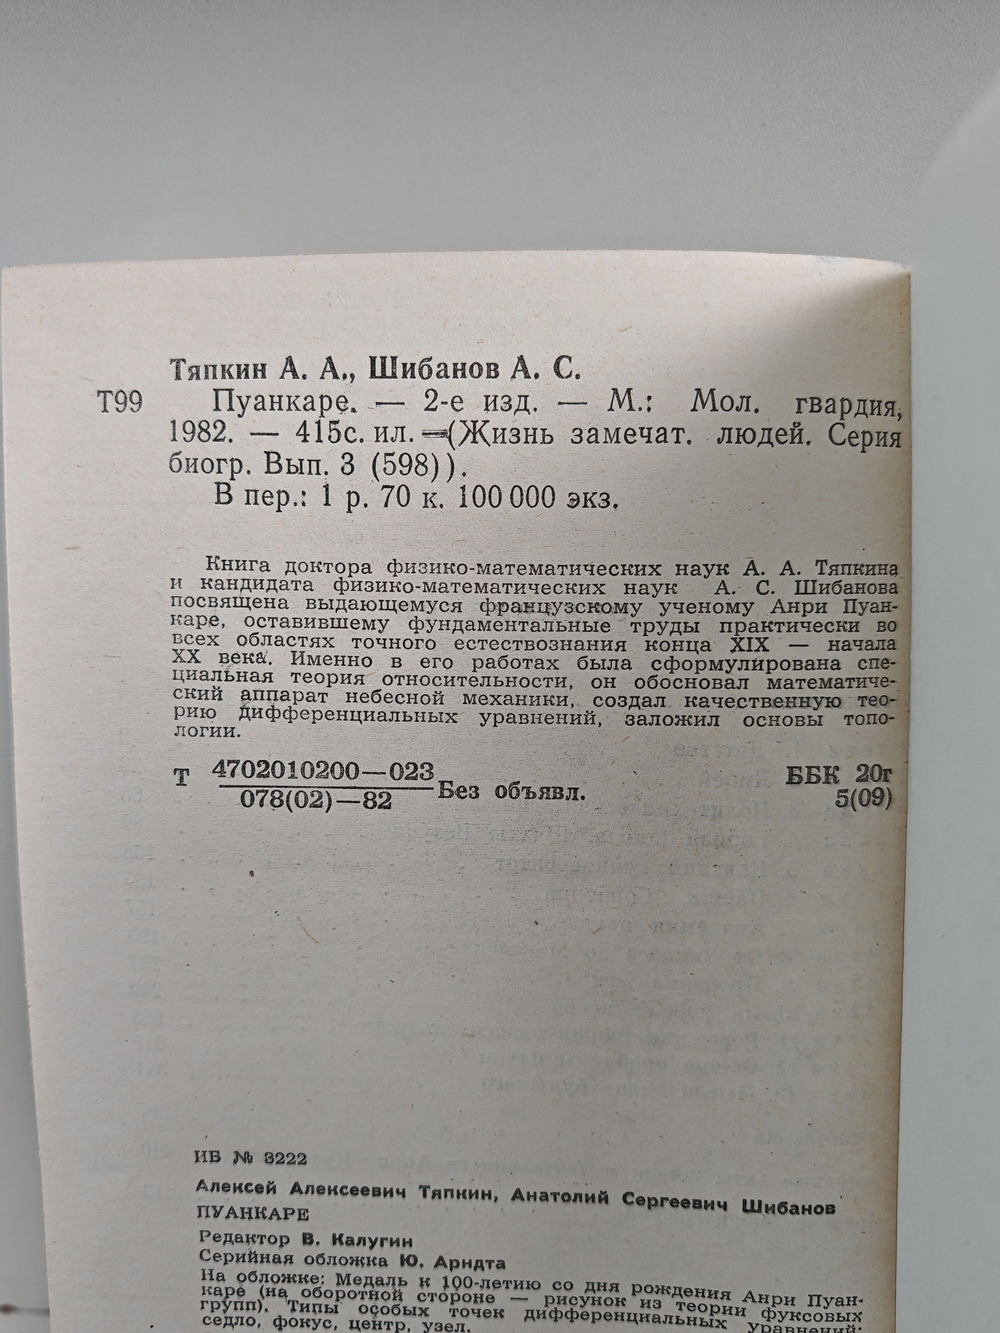 Тяпкин А. А., Шибанов А. С.
Т99 Пуанкаре. — 2-е изд. — М.: Мол. гвардия,
1982. — 415с. ил. —(Жизнь замечат. людей. Серия
биогр. Вып. 3 (598)).
В пер.: 1 р. 70 к. 100 000 экз.
Книга доктора физико-математических наук А. А. Тяпкина
и кандидата физико-математических наук А. С. Шибанова
посвящена выдающемуся французскому ученому Анри Пуан-
каре, оставившему фундаментальные труды практически во
всех областях точного естествознания конца XIX — начала
XX века. Именно в его работах была сформулирована спе-
циальная теория относительности, он обосновал математиче-
ский аппарат небесной механики, создал качественную тео-
рию дифференциальных уравнений, заложил основы топо-
логии.
Т 4702010200—023 Без объявл. ББК 20г
078(02)—82 5(09)
ИБ № 3222
Алексей Алексеевич Тяпкин, Анатолий Сергеевич Шибанов
ПУАНКАРЕ
Редактор В. Калугин
Серийная обложка Ю. Арндта
На обложке: Медаль к 100-летию со дня рождения Анри Пуан-
каре (на оборотной стороне — рисунок из теории фуксовых
групп). Типы особых точек дифференциальных уравнений:
седло, фокус, центр, узел.